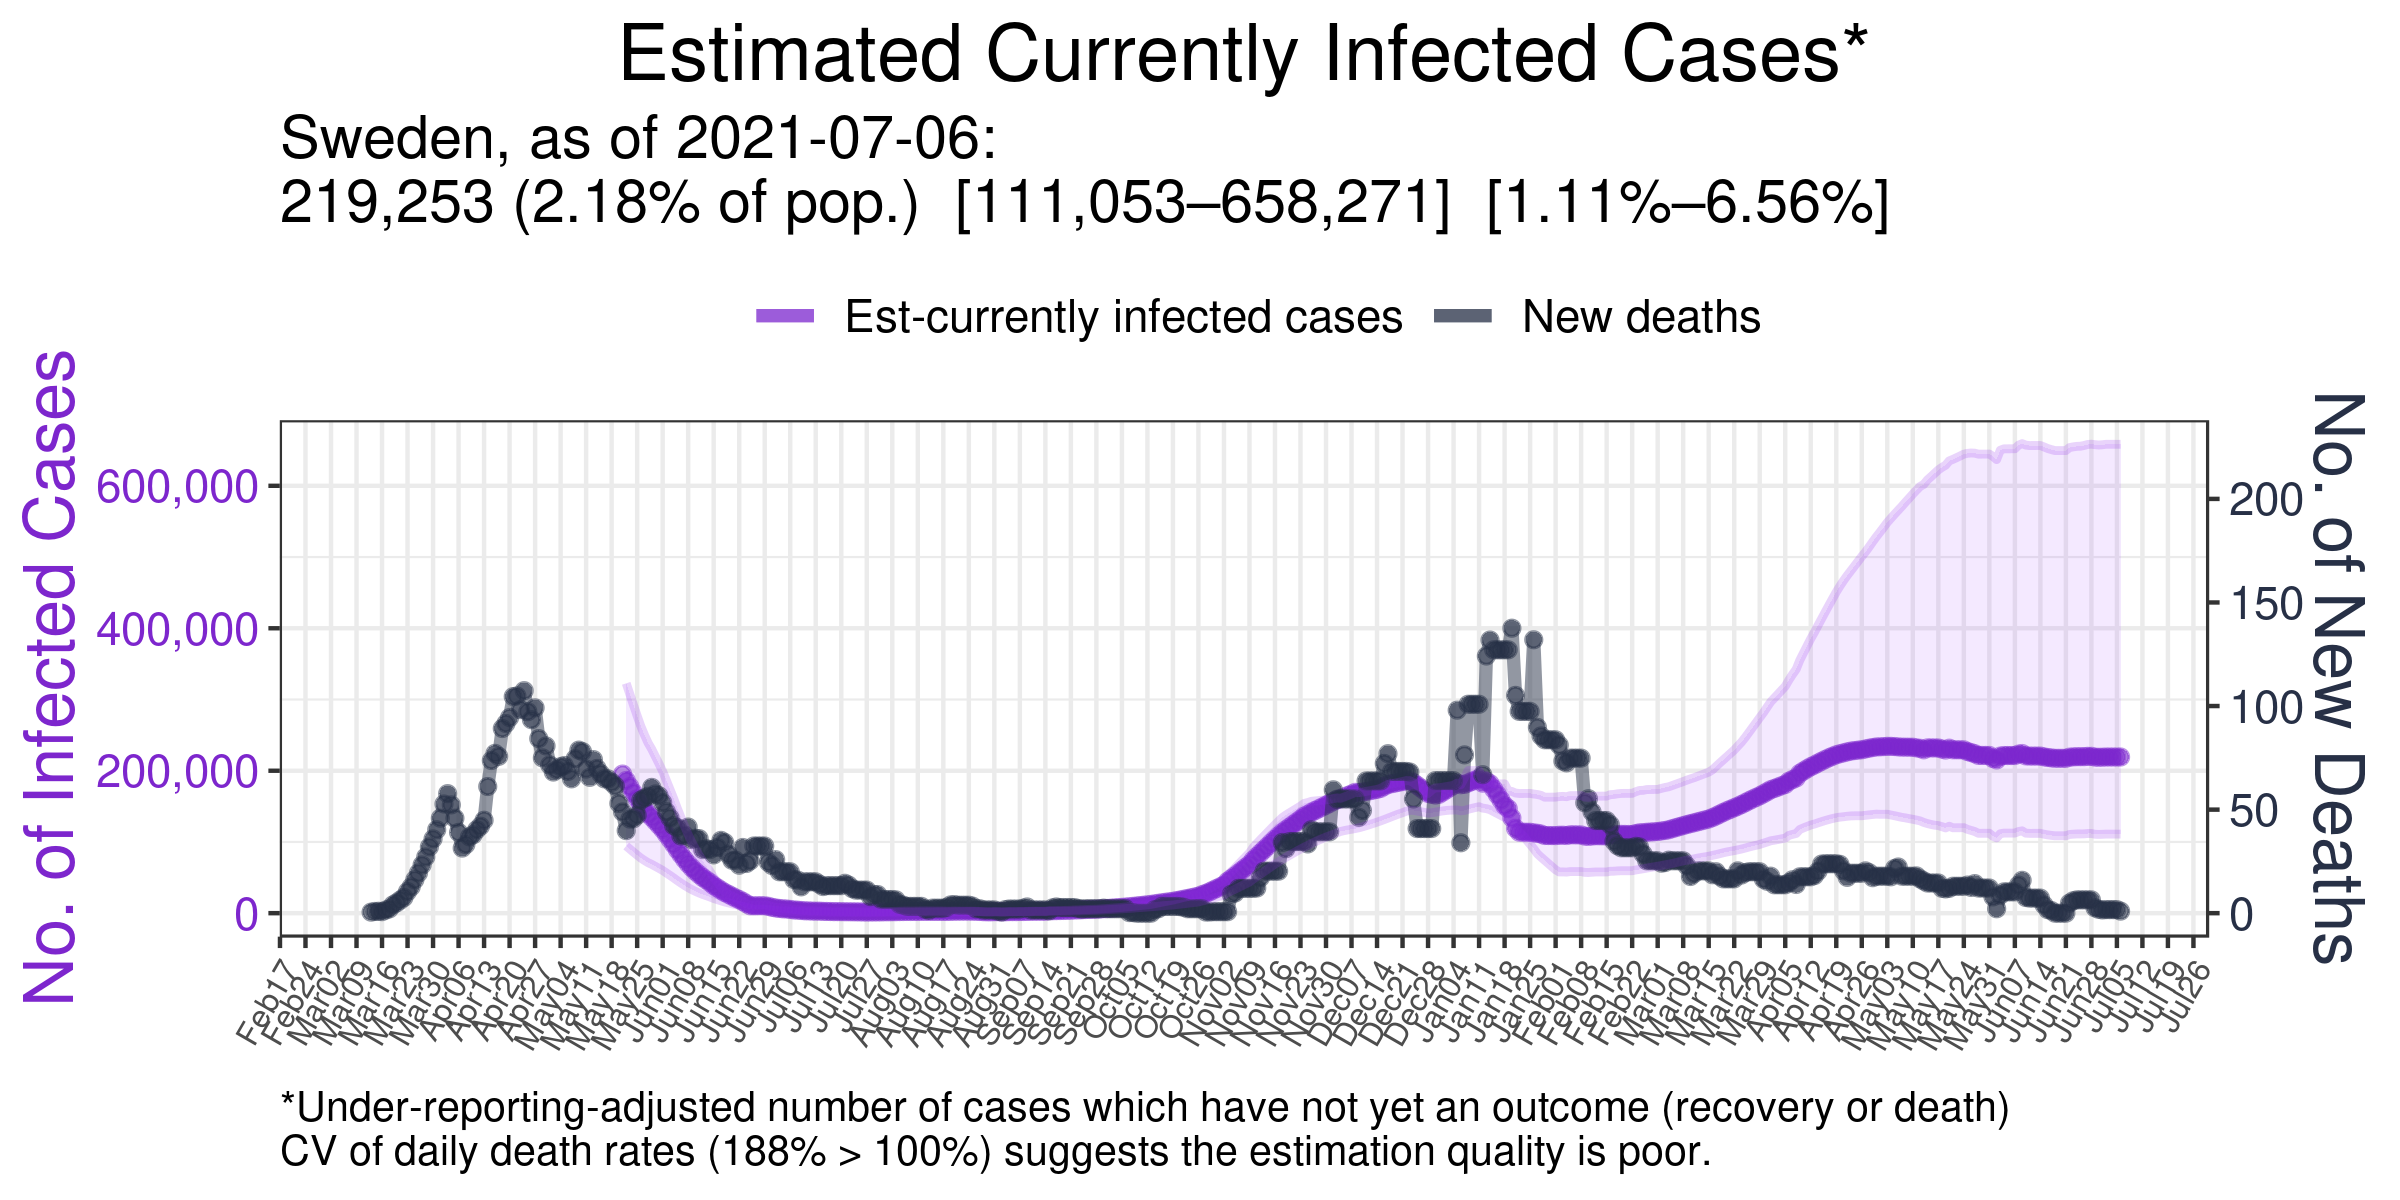 Estimated Currently Infected Cases*
Sweden, as of 2021-07-06:
219,253 (2.18% of pop.)  [111,053–658,271]  [1.11%–6.56%]
Est-currently infected cases
New deaths
No. of Infected Cases
600,000
400,000
200,000
0
200
150
100
50
0
No. of New Deaths
Feb17
Feb24
Mar02
Mar09
Mar16
Mar23
Mar30
Apr06
Apr13
Apr20
Apr27
May04
May11
May18
May25
Jun01
Jun08
Jun15
Jun22
Jun29
Jul06
Jul13
Jul20
Jul27
Aug03
Aug10
Aug17
Aug24
Aug31
Sep07
Sep14
Sep21
Sep28
Oct05
Oct12
Oct19
Oct26
Nov02
Nov09
Nov16
Nov23
Nov30
Dec07
Dec14
Dec21
Dec28
Jan04
Jan11
Jan18
Jan25
Feb01
Feb08
Feb15
Feb22
Mar01
Mar08
Mar15
Mar22
Mar29
Apr05
Apr12
Apr19
Apr26
May03
May10
May17
May24
May31
Jun07
Jun14
Jun21
Jun28
Jul05
Jul12
Jul19
Jul26
*Under-reporting-adjusted number of cases which have not yet an outcome (recovery or death)
CV of daily death rates (188% > 100%) suggests the estimation quality is poor.